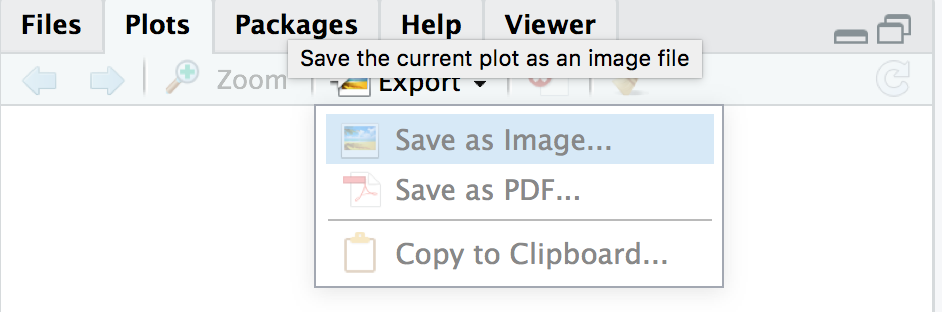 Files Plots Packages Help Viewer
Save the current plot as an image file
Zoom Export
Save as Image...
Save as PDF...
Copy to Clipboard...